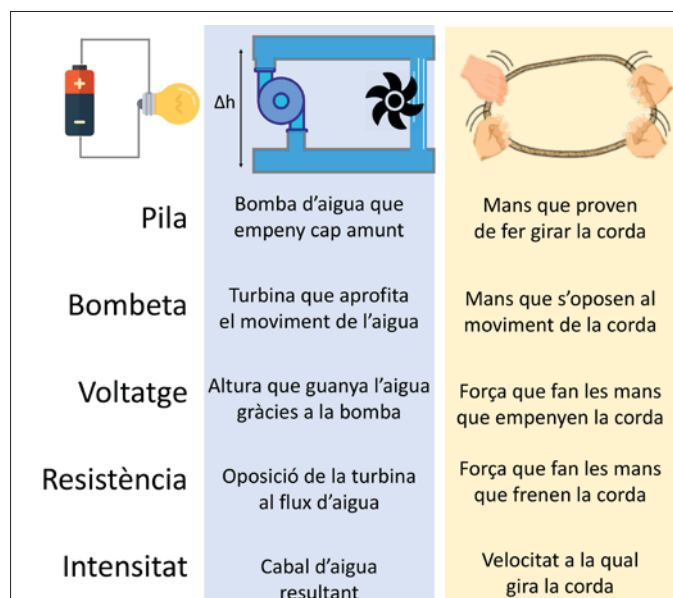 +
-
Δh
Pila
Bomba d’aigua que
empeny cap amunt
Mans que proven
de fer girar la corda
Bombeta
Turbina que aprofita
el moviment de l’aigua
Mans que s’oposen al
moviment de la corda
Voltatge
Altura que guanya l’aigua
gràcies a la bomba
Força que fan les mans
que empenyen la corda
Resistència
Oposició de la turbina
al flux d’aigua
Força que fan les mans
que frenen la corda
Intensitat
Cabal d’aigua
resultant
Velocitat a la qual
gira la corda